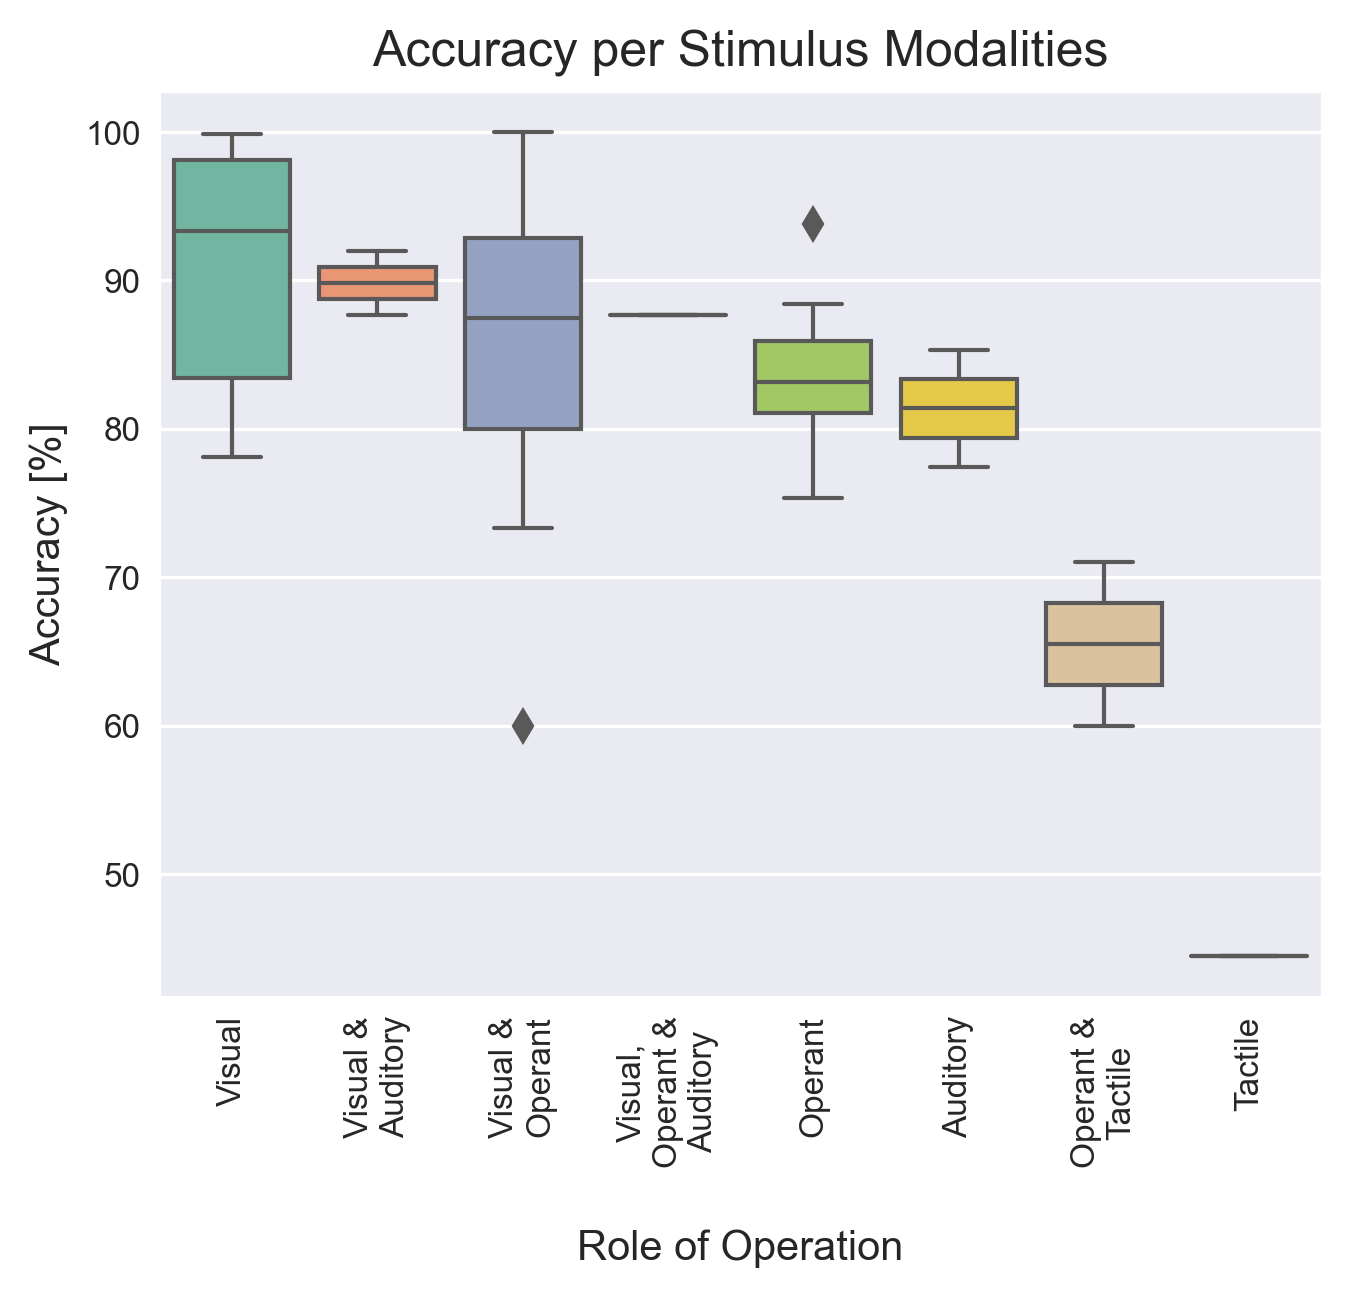 Accuracy per Stimulus Modalities
Accuracy [%]
100
90
80
70
60
50
Visual
Visual &
Auditory
Visual &
Operant
Visual,
Operant &
Auditory
Operant
Auditory
Operant &
Tactile
Tactile
Role of Operation